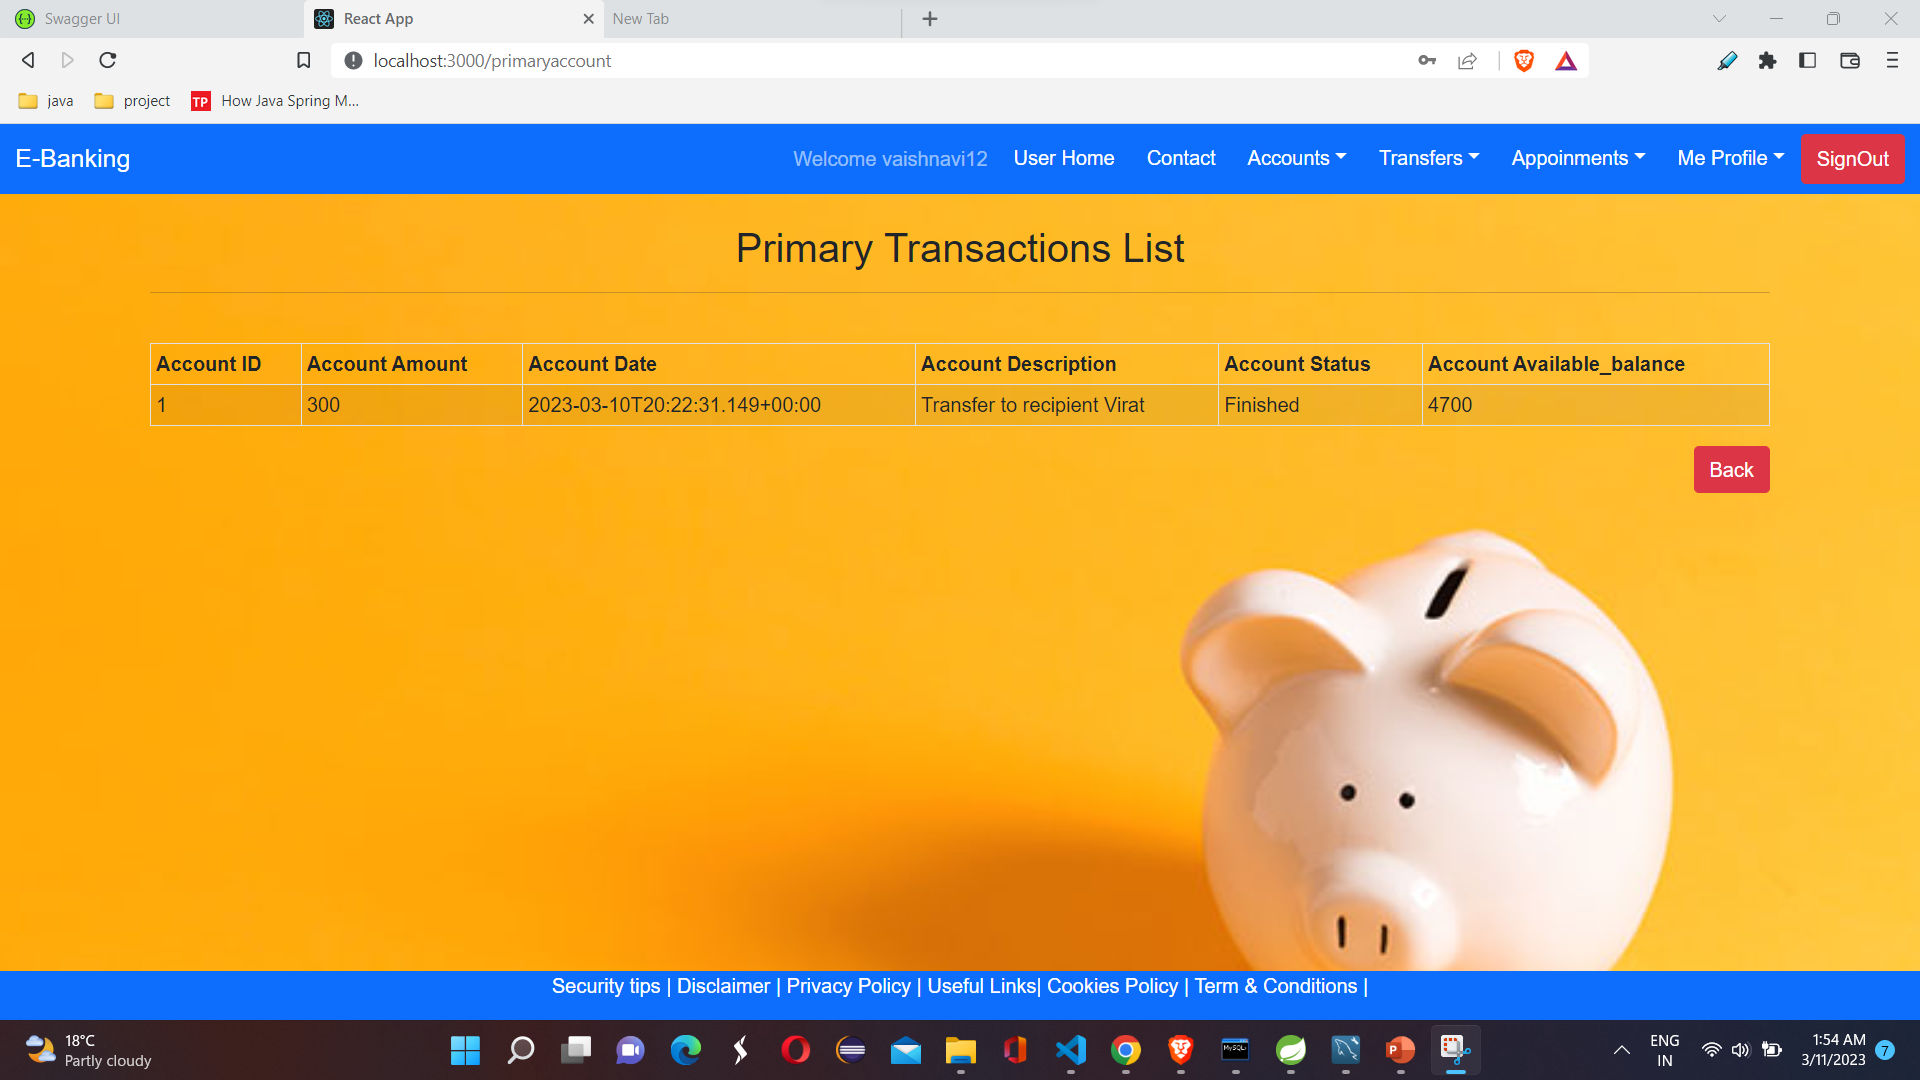 Swagger UI
React App
New Tab
localhost:3000/primaryaccount
java
project
TP
How Java Spring M...
E-Banking
Welcome vaishnavi12
User Home
Contact
Accounts
Transfers
Appoinments
Me Profile
SignOut
Primary Transactions List
Account ID Account Amount Account Date Account Description Account Status Account Available_balance
1 300 2023-03-10T20:22:31.149+00:00 Transfer to recipient Virat Finished 4700
Back
Security tips | Disclaimer | Privacy Policy | Useful Links| Cookies Policy | Term & Conditions |
18°C
Partly cloudy
MySQL
P
ENG
IN
1:54 AM
3/11/2023
7